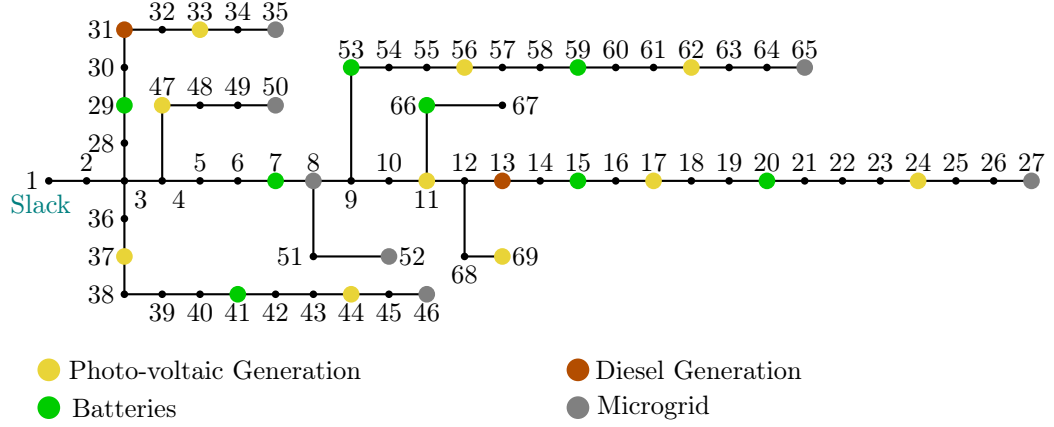 31 32 33 34 35
53 54 55 56 57 58 59 60 61 62 63 64 65
30
47 48 49 50
29
66 67
28
1 2 5 6 7 8 10 12 13 14 15 16 17 18 19 20 21 22 23 24 25 26 27
Slack
3 4 9 11
36
37
51 52 68 69
38
39 40 41 42 43 44 45 46
Photo-voltaic Generation
Diesel Generation
Batteries
Microgrid